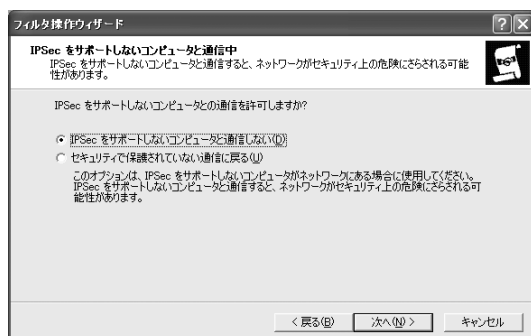 フィルタ操作ウィザード
IPSec をサポートしないコンピュータと通信中
IPSec をサポートしないコンピュータと通信すると、ネットワークがセキュリティ上の危険にさらされる可能
性があります。
IPSec をサポートしないコンピュータとの通信を許可しますか?
IPSec をサポートしないコンピュータと通信しない(D)
セキュリティで保護されていない通信に戻る(U)
このオプションは、IPSec をサポートしないコンピュータがネットワークにある場合に使用してください。
IPSec をサポートしないコンピュータと通信すると、ネットワークがセキュリティ上の危険にさらされる可
能性があります。
< 戻る(B) 次へ(N) > キャンセル